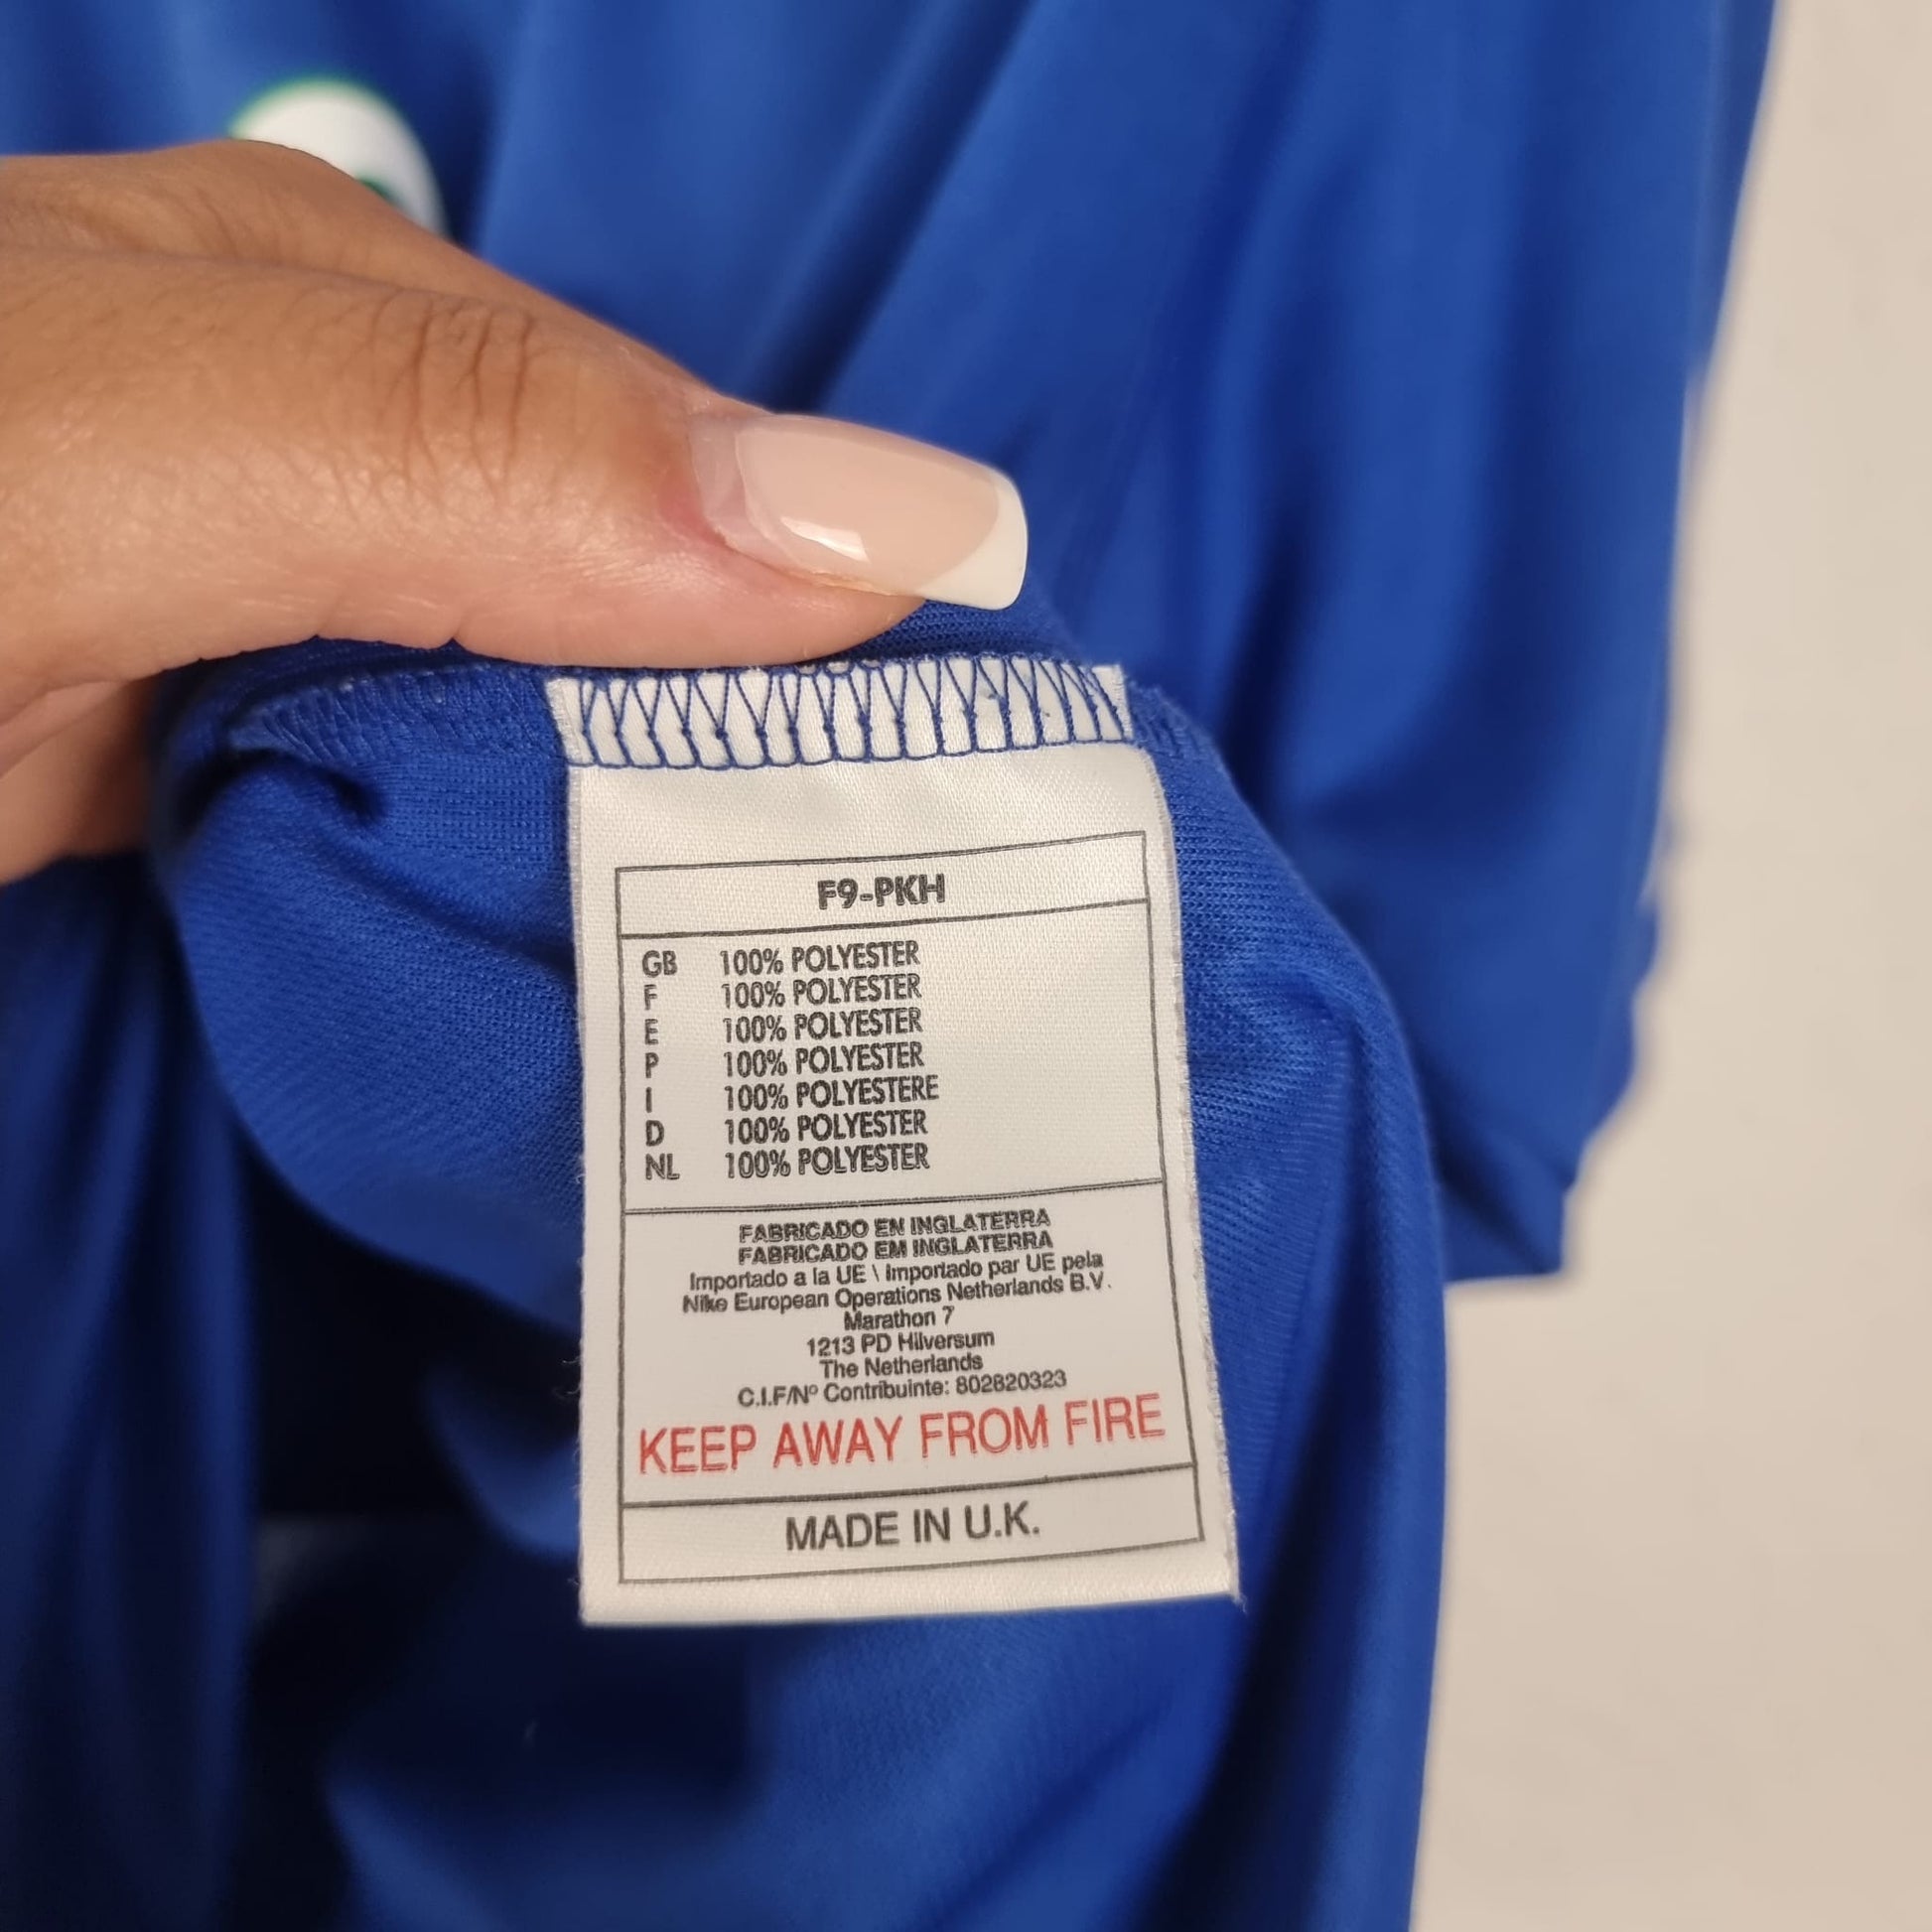 F9-PKH
GB 100% POLYESTER
F 100% POLYESTER
E 100% POLYESTER
P 100% POLYESTER
I 100% POLYESTERE
D 100% POLYESTER
NL 100% POLYESTER
FABRICADO EN INGLATERRA
FABRICADO EM INGLATERRA
Importado a la UE \ Importado par UE pela
Nike European Operations Netherlands B.V.
Marathon 7
1213 PD Hilversum
The Netherlands
C.I.F/Nº Contribuinte: 802820323
KEEP AWAY FROM FIRE
MADE IN U.K.